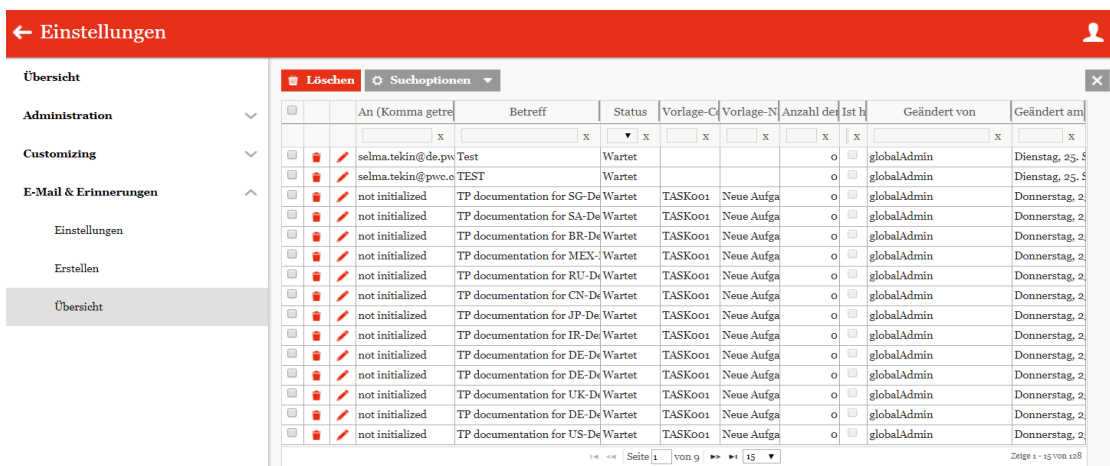 Einstellungen
Übersicht
Administration
Customizing
E-Mail & Erinnerungen
Einstellungen
Erstellen
Übersicht
Löschen Suchoptionen
An (Komma getre Betreff Status Vorlage-Co Vorlage-N Anzahl der Ist h Geändert von Geändert am
x x x x x x x x x
selma.tekin@de.pw Test Wartet 0 globalAdmin Dienstag, 25. S
selma.tekin@pwc.c TEST Wartet 0 globalAdmin Dienstag, 25. S
not initialized TP documentation for SG-De Wartet TASK001 Neue Aufga 0 globalAdmin Donnerstag, 2
not initialized TP documentation for SA-De Wartet TASK001 Neue Aufga 0 globalAdmin Donnerstag, 2
not initialized TP documentation for BR-De Wartet TASK001 Neue Aufga 0 globalAdmin Donnerstag, 2
not initialized TP documentation for MEX- Wartet TASK001 Neue Aufga 0 globalAdmin Donnerstag, 2
not initialized TP documentation for RU-De Wartet TASK001 Neue Aufga 0 globalAdmin Donnerstag, 2
not initialized TP documentation for CN-De Wartet TASK001 Neue Aufga 0 globalAdmin Donnerstag, 2
not initialized TP documentation for JP-De Wartet TASK001 Neue Aufga 0 globalAdmin Donnerstag, 2
not initialized TP documentation for IR-De Wartet TASK001 Neue Aufga 0 globalAdmin Donnerstag, 2
not initialized TP documentation for DE-De Wartet TASK001 Neue Aufga 0 globalAdmin Donnerstag, 2
not initialized TP documentation for DE-De Wartet TASK001 Neue Aufga 0 globalAdmin Donnerstag, 2
not initialized TP documentation for UK-De Wartet TASK001 Neue Aufga 0 globalAdmin Donnerstag, 2
not initialized TP documentation for DE-De Wartet TASK001 Neue Aufga 0 globalAdmin Donnerstag, 2
not initialized TP documentation for US-De Wartet TASK001 Neue Aufga 0 globalAdmin Donnerstag, 2
Seite 1 von 9 15 Zeige 1 - 15 von 128